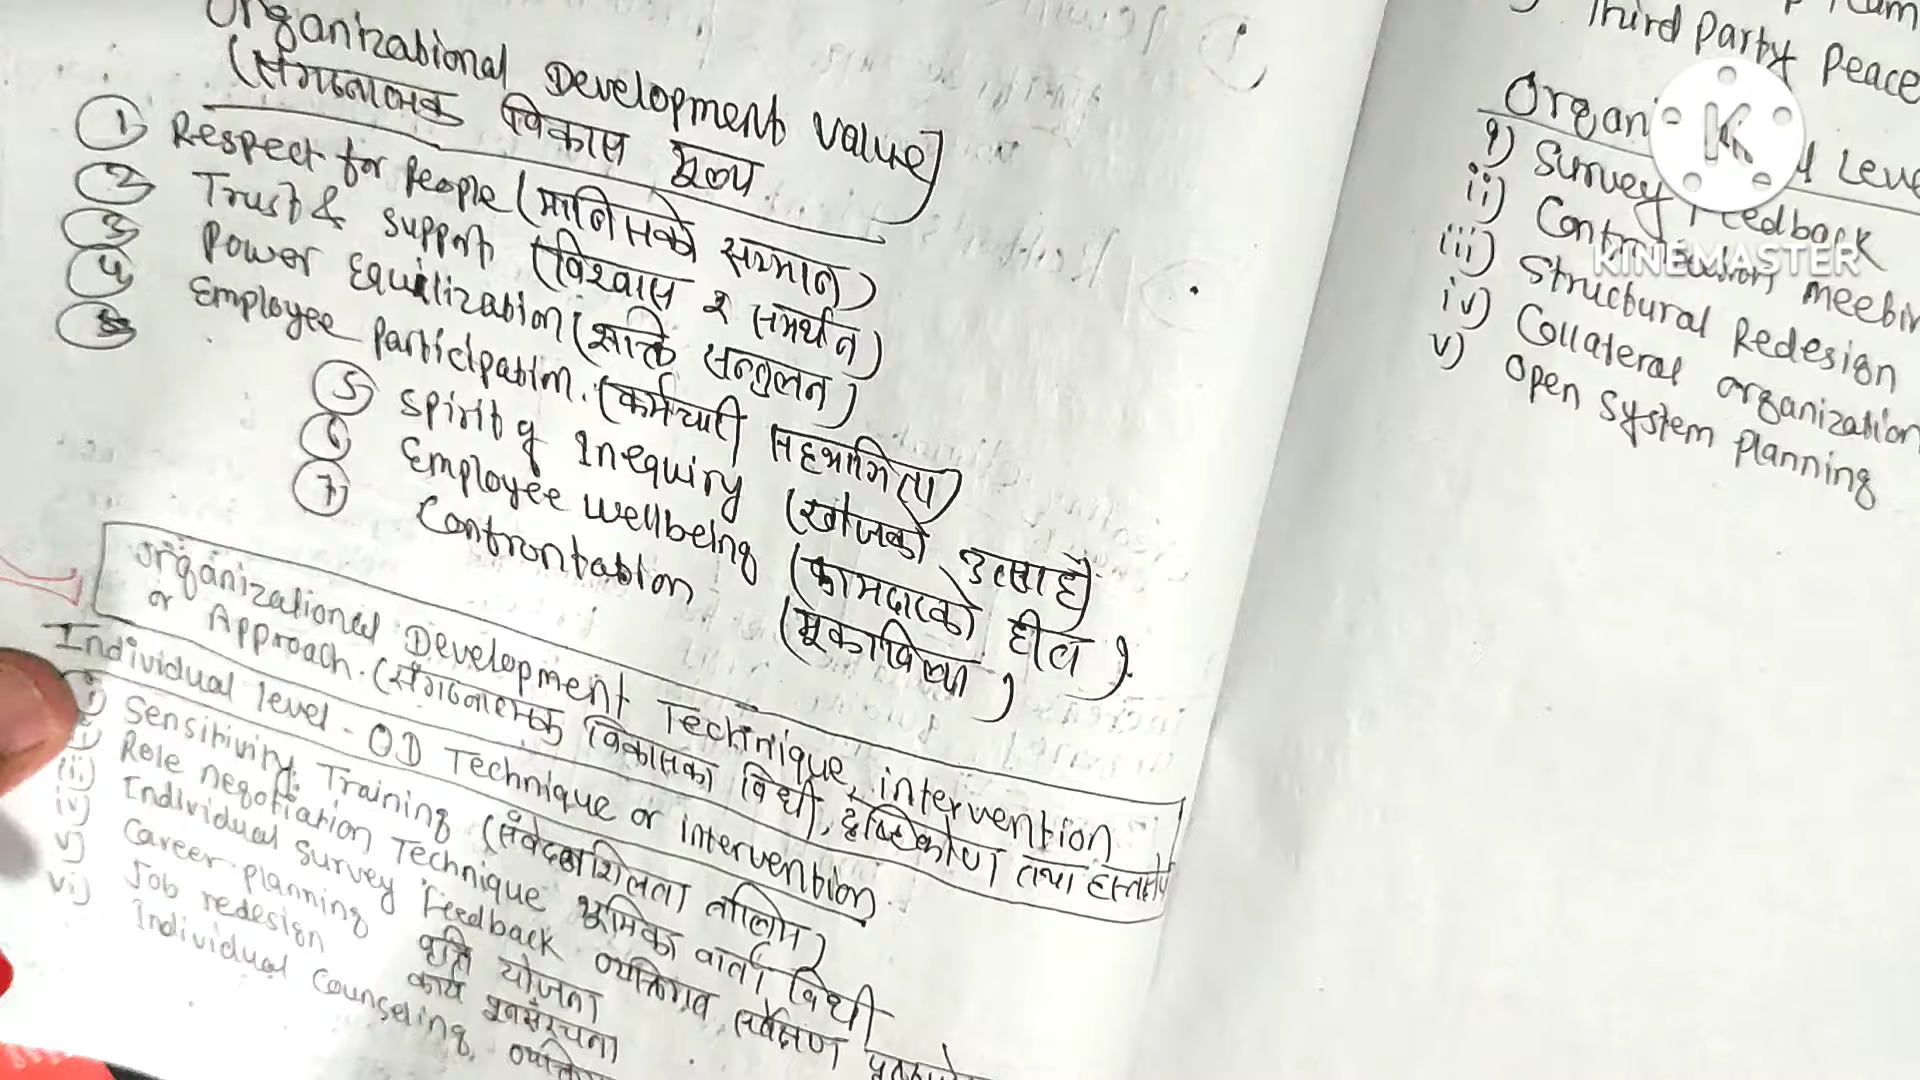 Organizational Development value]
(संगठनात्मक विकास मूल्य
① Respect for People (मानिसको सम्मान)
② Trust & support (विश्वास र समर्थन)
③ Power Equilization (शक्ति सन्तुलन)
④ Employee participation. (कर्मचारी सहभागिता)
⑤ Spirit of Inequiry (खोजको उत्साह)
⑥ Employee wellbeing (कामदारको हीत).
⑦ Confrontation (मूकाविल्ला)
Organizational Development Technique, intervention
or Approach. (संगठनात्मक विकासका विधी, दृष्टिकोण तथा हस्तक्षेप
Individual level - OD Technique or intervention
i) Sensitivity Training (संवेदनशिलता तालिम)
ii) Role negotiation Technique भूमिका वार्ता विधी
iii) Individual Survey Feedback व्यक्तिगत सर्वेक्षण
iv) Career planning वृत्ति योजना
v) Job redesign कार्य पुनर्संरचना
vi) Individual Counseling
Third Party Peace
Organ Leve
i) Survey Feedback
ii) meetin
iii) Structural Redesign
iv) Collateral organization
v) Open System Planning
K
KINEMASTER